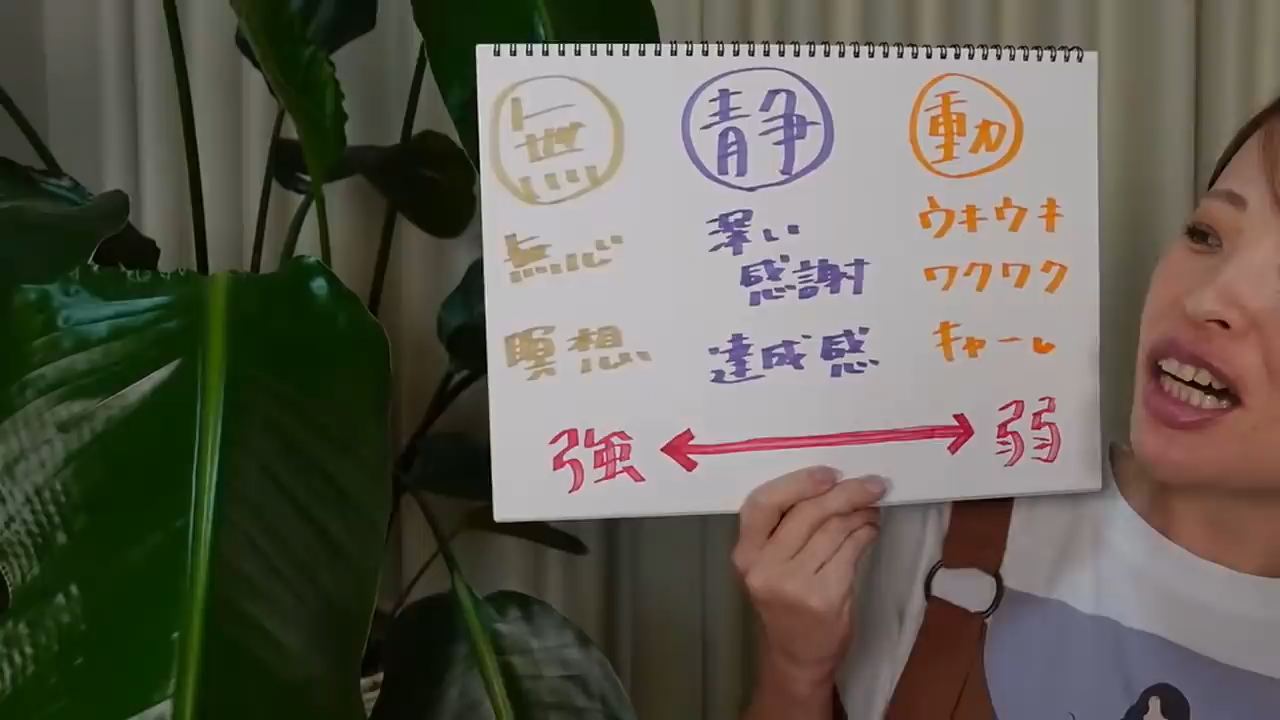 無
無心
瞑想
静
深い
感謝
達成感
動
ウキウキ
ワクワク
キャーし
強 ↔ 弱